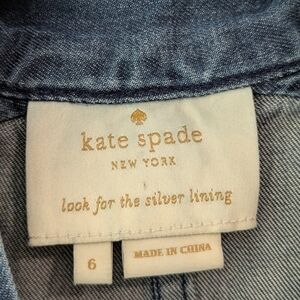 kate spade
NEW YORK
look for the silver lining
6
MADE IN CHINA